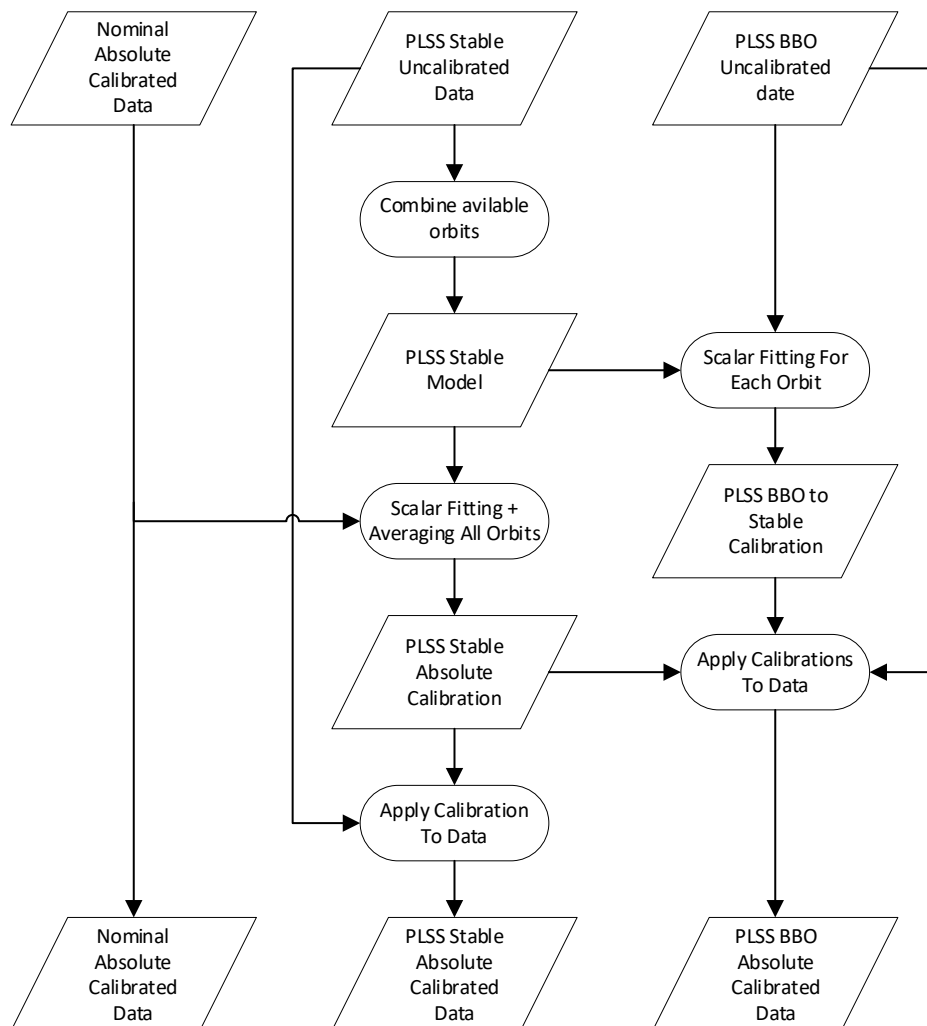 Nominal
Absolute
Calibrated
Data
PLSS Stable
Uncalibrated
Data
PLSS BBO
Uncalibrated
date
Combine avilable
orbits
PLSS Stable
Model
Scalar Fitting For
Each Orbit
Scalar Fitting +
Averaging All Orbits
PLSS BBO to
Stable
Calibration
PLSS Stable
Absolute
Calibration
Apply Calibrations
To Data
Apply Calibration
To Data
Nominal
Absolute
Calibrated
Data
PLSS Stable
Absolute
Calibrated
Data
PLSS BBO
Absolute
Calibrated
Data